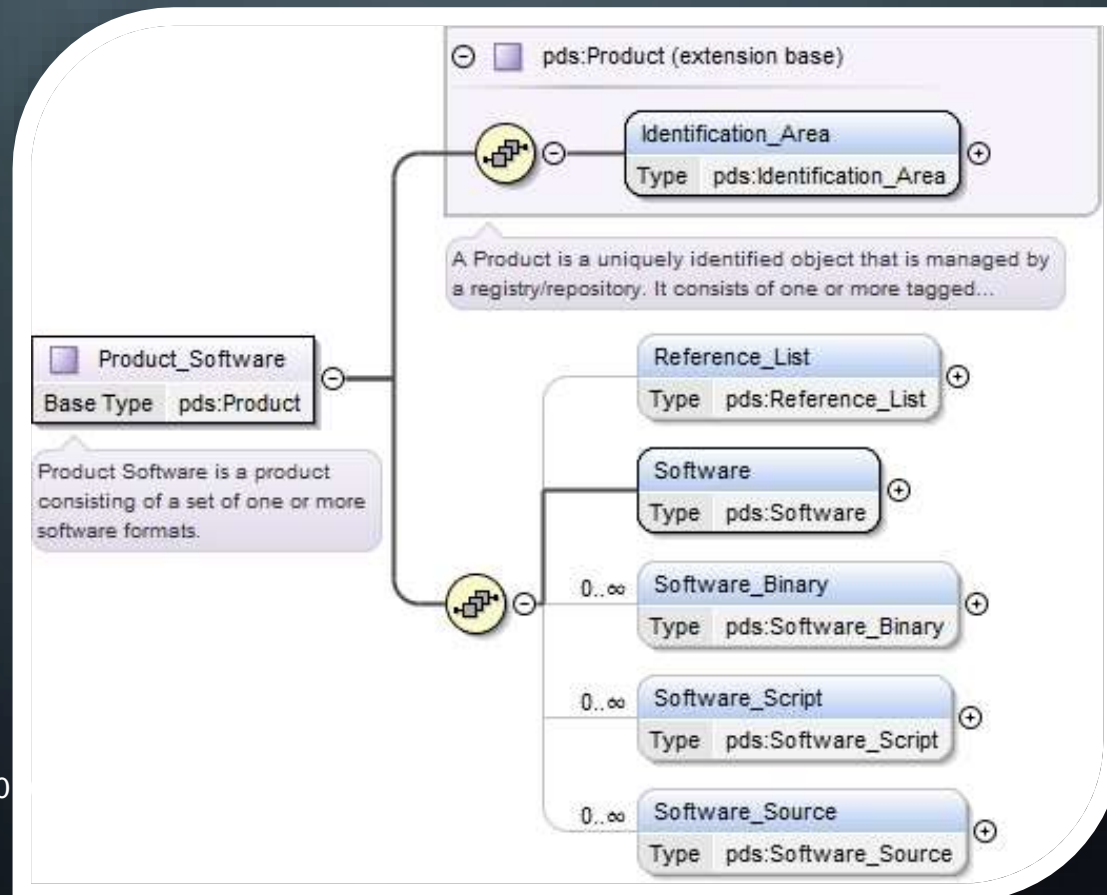 pds:Product (extension base)
Identification_Area
Type pds:Identification_Area
A Product is a uniquely identified object that is managed by
a registry/repository. It consists of one or more tagged...
Product_Software
Base Type pds:Product
Product Software is a product
consisting of a set of one or more
software formats.
Reference_List
Type pds:Reference_List
Software
Type pds:Software
0..∞
Software_Binary
Type pds:Software_Binary
0..∞
Software_Script
Type pds:Software_Script
0..∞
Software_Source
Type pds:Software_Source
0